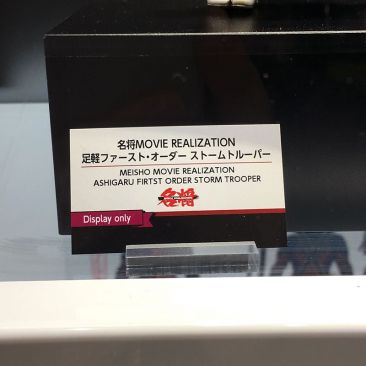 名将MOVIE REALIZATION
足軽ファースト・オーダー ストームトルーパー
MEISHO MOVIE REALIZATION
ASHIGARU FIRTST ORDER STORM TROOPER
名将
Display only